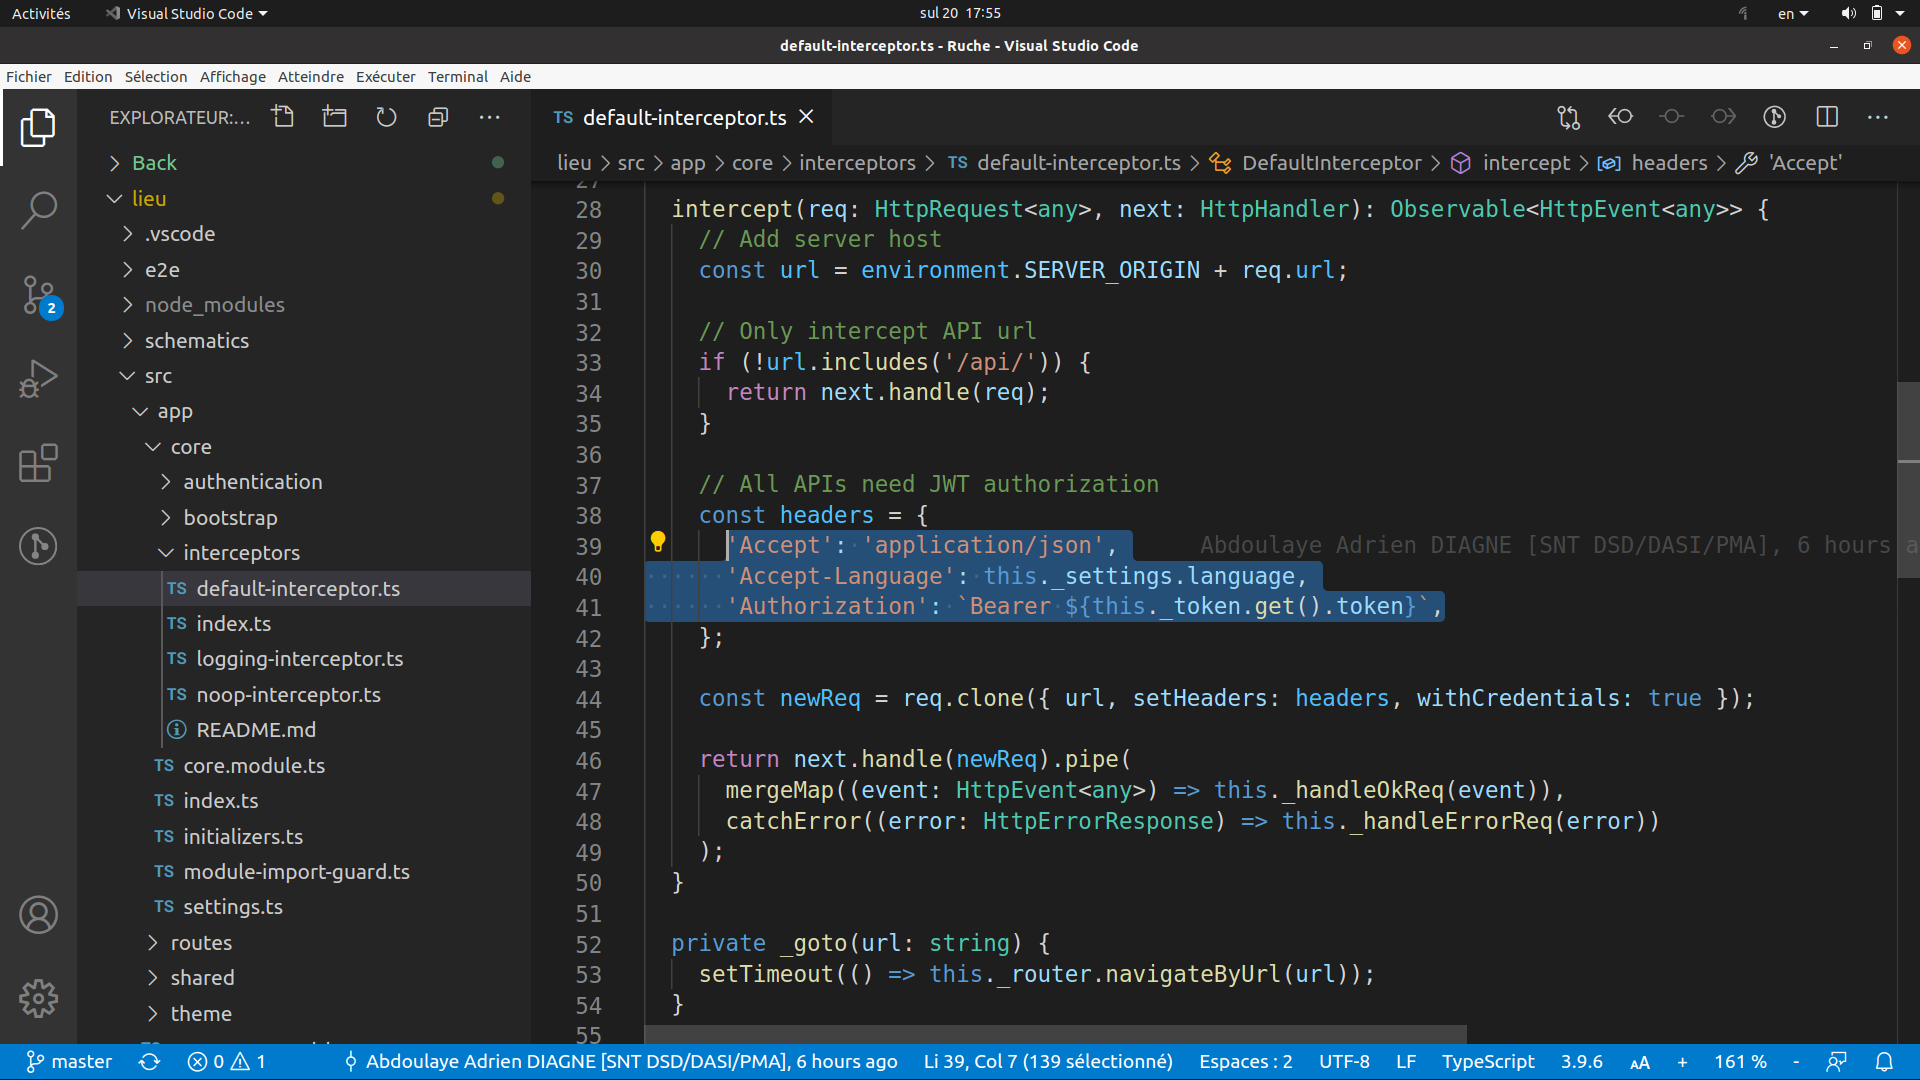 Activités
Visual Studio Code
sul 20 17:55
en
default-interceptor.ts - Ruche - Visual Studio Code
Fichier Edition Sélection Affichage Atteindre Exécuter Terminal Aide
EXPLORATEUR:...
Back
lieu
.vscode
e2e
node_modules
schematics
src
app
core
authentication
bootstrap
interceptors
TS default-interceptor.ts
TS index.ts
TS logging-interceptor.ts
TS noop-interceptor.ts
README.md
TS core.module.ts
TS index.ts
TS initializers.ts
TS module-import-guard.ts
TS settings.ts
routes
shared
theme
2
TS default-interceptor.ts
lieu > src > app > core > interceptors > TS default-interceptor.ts > DefaultInterceptor > intercept > headers > 'Accept'
27
28 intercept(req: HttpRequest<any>, next: HttpHandler): Observable<HttpEvent<any>> {
29 // Add server host
30 const url = environment.SERVER_ORIGIN + req.url;
31
32 // Only intercept API url
33 if (!url.includes('/api/')) {
34 return next.handle(req);
35 }
36
37 // All APIs need JWT authorization
38 const headers = {
39 'Accept': 'application/json', Abdoulaye Adrien DIAGNE [SNT DSD/DASI/PMA], 6 hours a
40 'Accept-Language': this._settings.language,
41 'Authorization': `Bearer ${this._token.get().token}`,
42 };
43
44 const newReq = req.clone({ url, setHeaders: headers, withCredentials: true });
45
46 return next.handle(newReq).pipe(
47 mergeMap((event: HttpEvent<any>) => this._handleOkReq(event)),
48 catchError((error: HttpErrorResponse) => this._handleErrorReq(error))
49 );
50 }
51
52 private _goto(url: string) {
53 setTimeout(() => this._router.navigateByUrl(url));
54 }
55
master 0 1 Abdoulaye Adrien DIAGNE [SNT DSD/DASI/PMA], 6 hours ago Li 39, Col 7 (139 sélectionné) Espaces : 2 UTF-8 LF TypeScript 3.9.6 AA + 161 % -